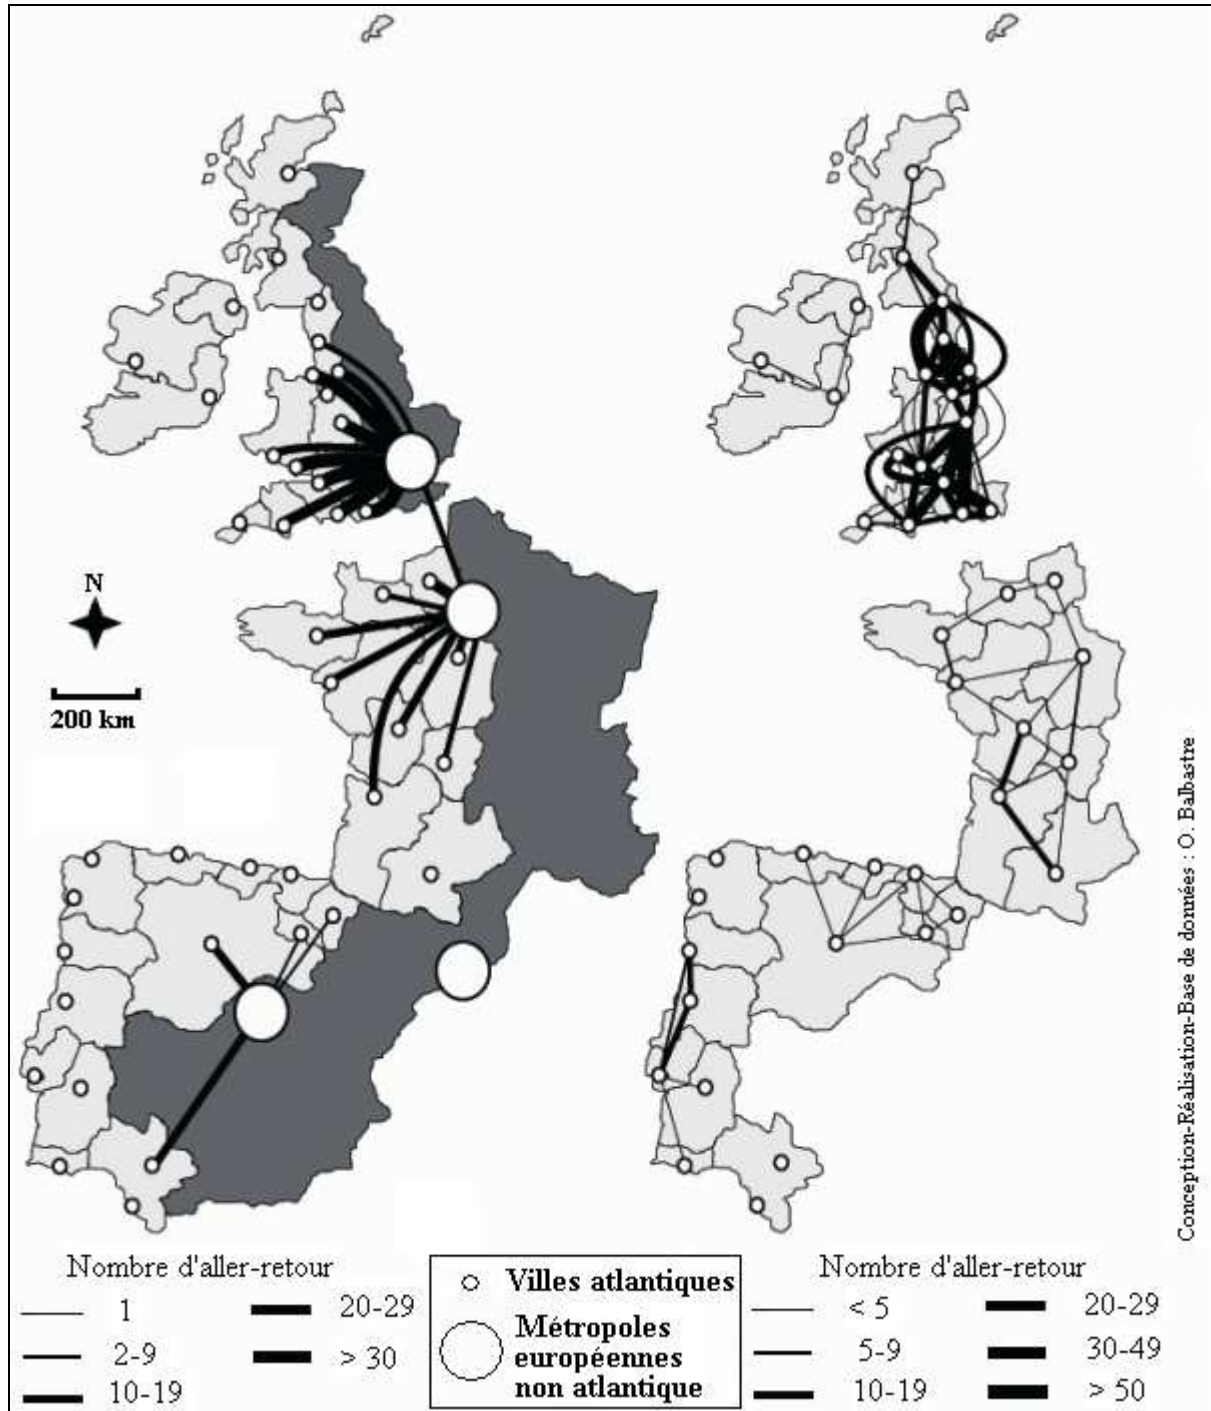 N
200 km
Conception-Réalisation-Base de données : O. Balbastre
Nombre d'aller-retour
1
2-9
10-19
20-29
> 30
Villes atlantiques
Métropoles
européennes
non atlantique
Nombre d'aller-retour
< 5
5-9
10-19
20-29
30-49
> 50